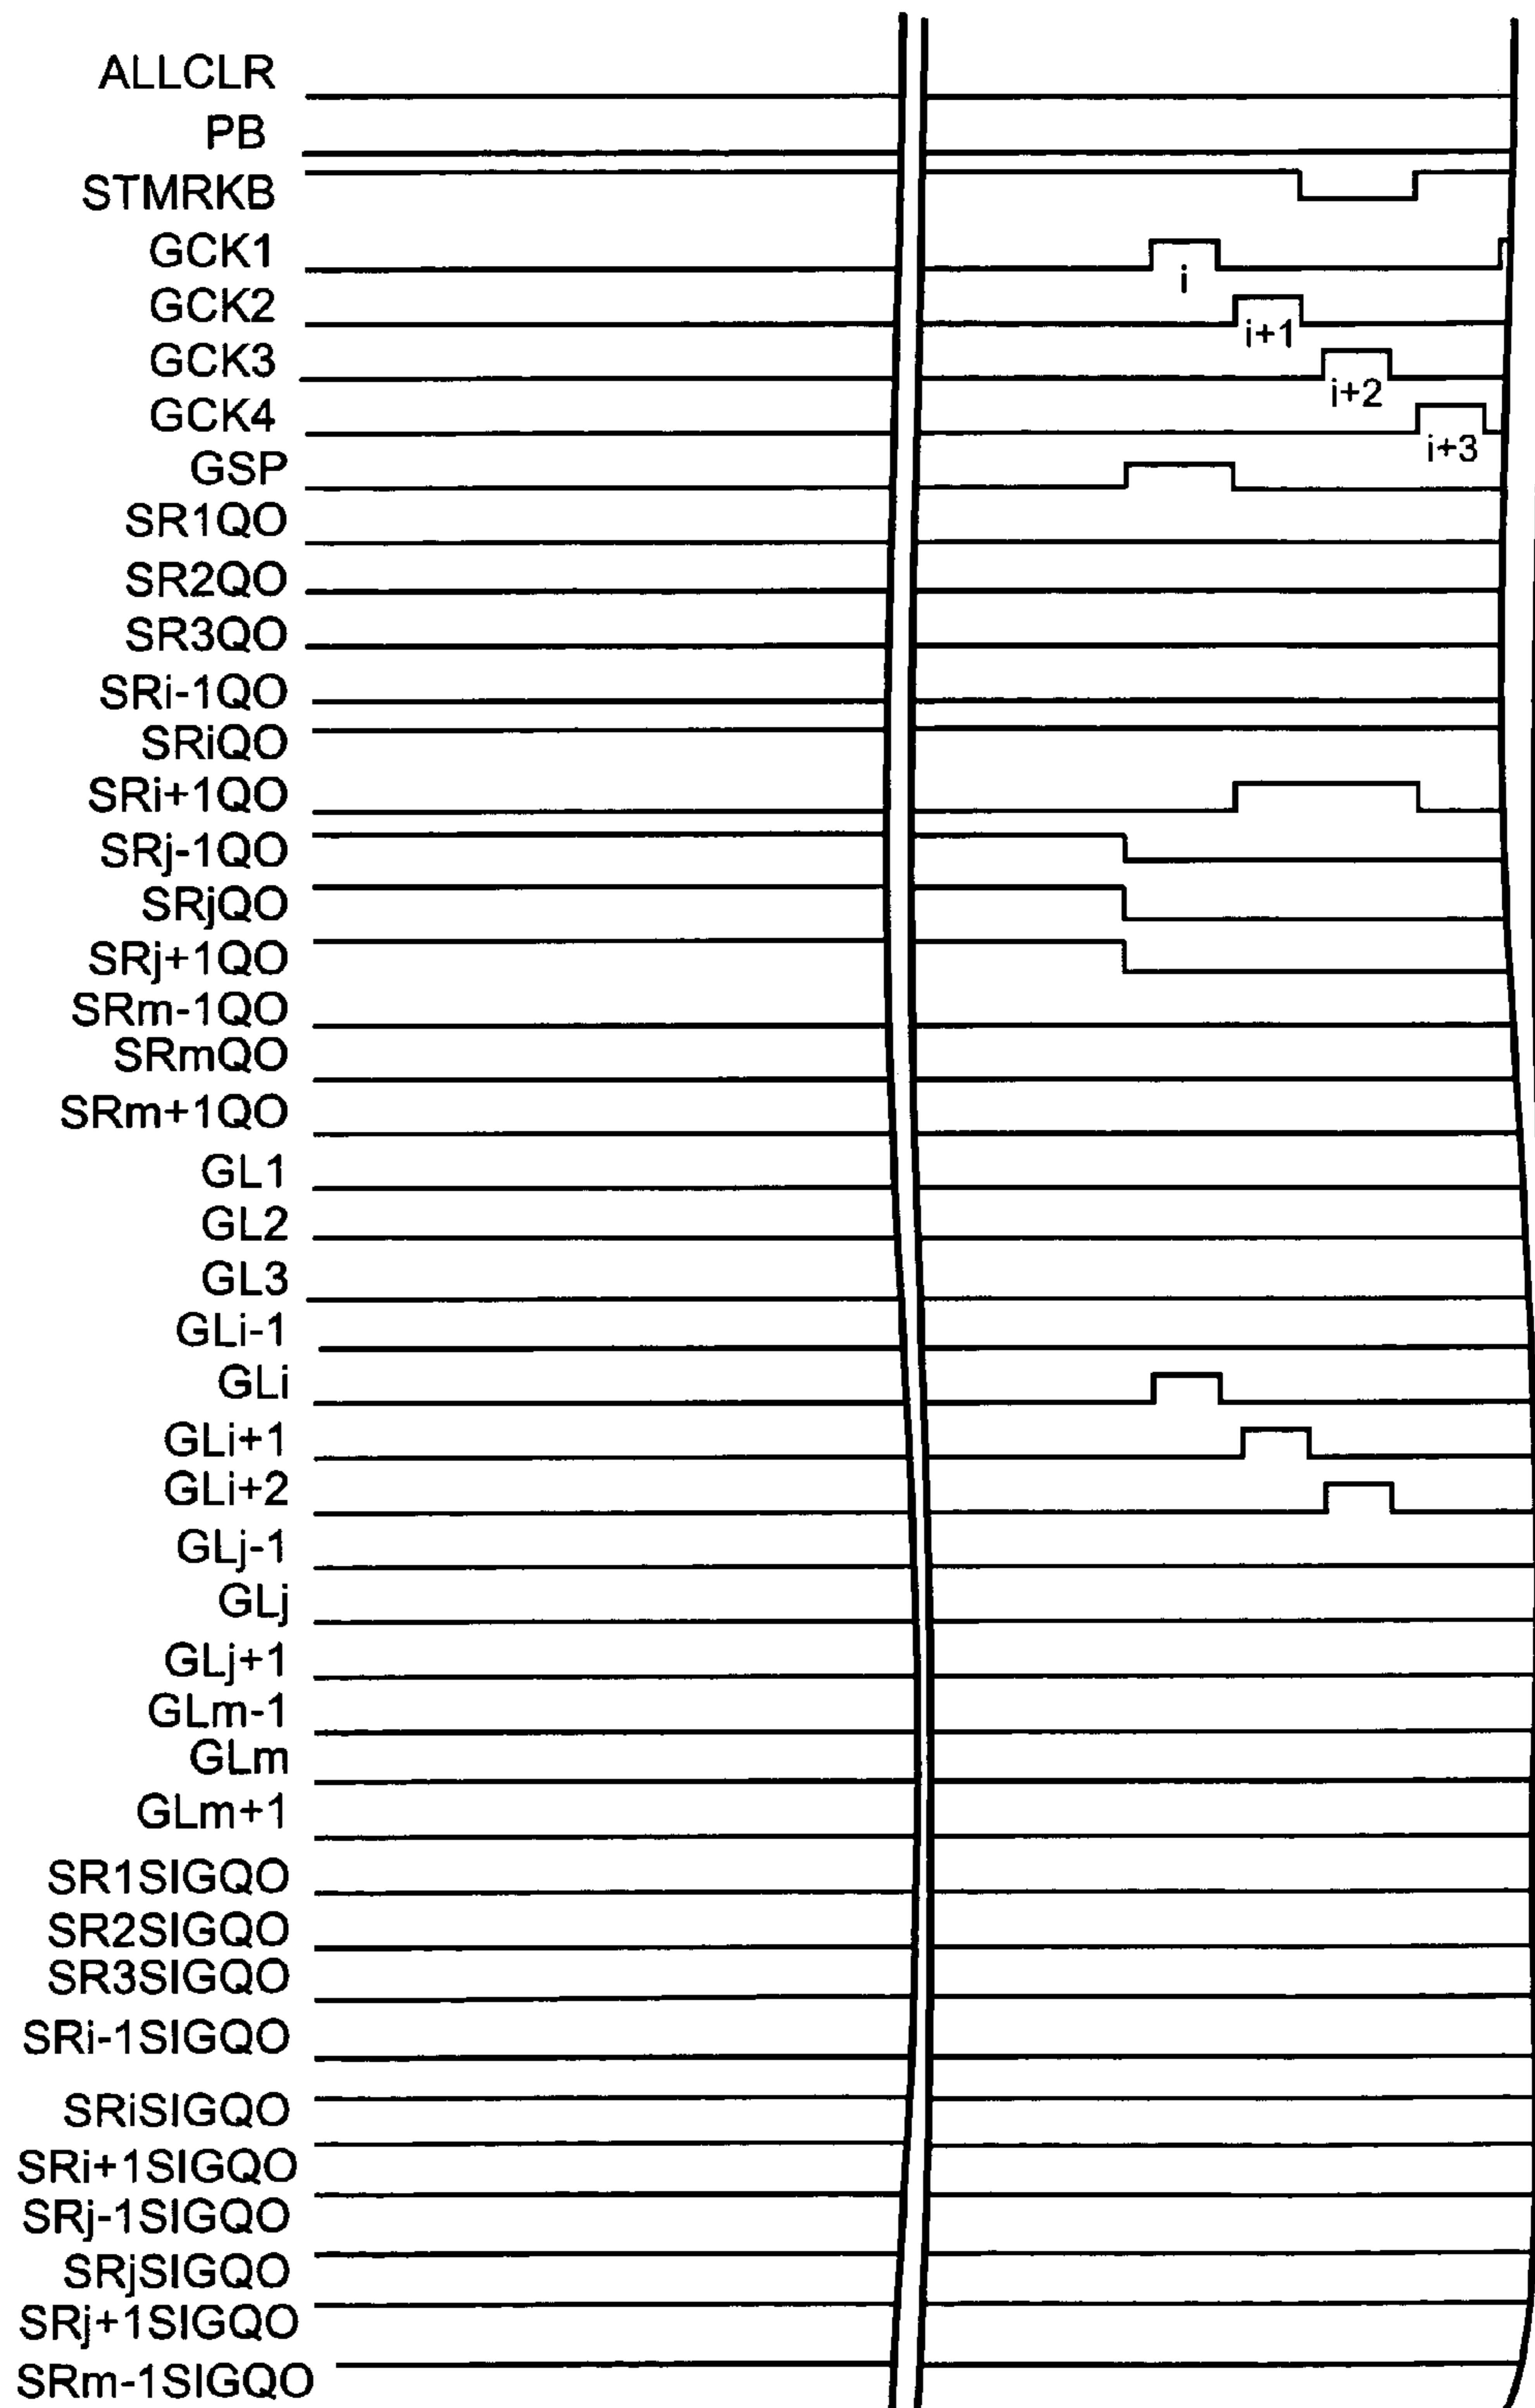 ALLCLR
PB
STMRKB
GCK1
i
GCK2
i+1
GCK3
i+2
GCK4
i+3
GSP
SR1QO
SR2QO
SR3QO
SRi-1QO
SRiQO
SRi+1QO
SRj-1QO
SRjQO
SRj+1QO
SRm-1QO
SRmQO
SRm+1QO
GL1
GL2
GL3
GLi-1
GLi
GLi+1
GLi+2
GLj-1
GLj
GLj+1
GLm-1
GLm
GLm+1
SR1SIGQO
SR2SIGQO
SR3SIGQO
SRi-1SIGQO
SRiSIGQO
SRi+1SIGQO
SRj-1SIGQO
SRjSIGQO
SRj+1SIGQO
SRm-1SIGQO